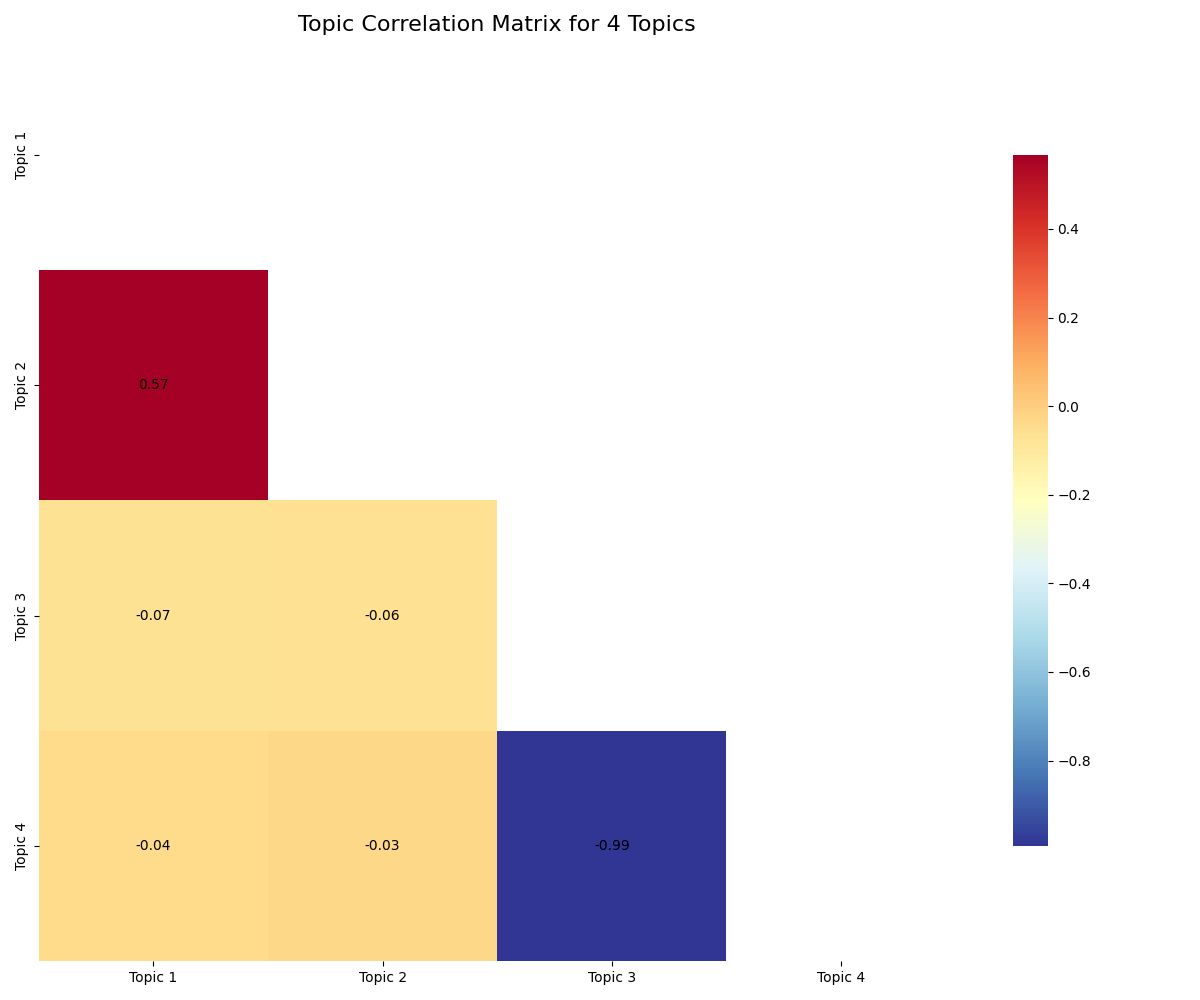 Topic Correlation Matrix for 4 Topics
Topic 1
Topic 2
Topic 3
Topic 4
0.57
-0.07 -0.06
-0.04 -0.03 -0.99
Topic 1 Topic 2 Topic 3 Topic 4
0.4
0.2
0.0
−0.2
−0.4
−0.6
−0.8